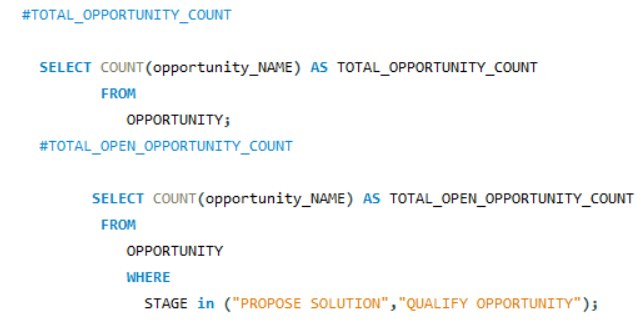 #TOTAL_OPPORTUNITY_COUNT
SELECT COUNT(opportunity_NAME) AS TOTAL_OPPORTUNITY_COUNT
FROM
OPPORTUNITY;
#TOTAL_OPEN_OPPORTUNITY_COUNT
SELECT COUNT(opportunity_NAME) AS TOTAL_OPEN_OPPORTUNITY_COUNT
FROM
OPPORTUNITY
WHERE
STAGE in ("PROPOSE SOLUTION","QUALIFY OPPORTUNITY");